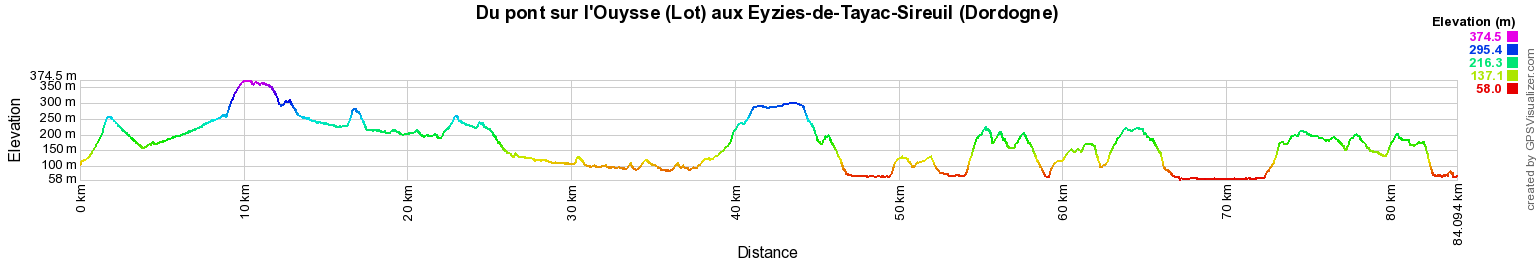 Du pont sur l'Ouysse (Lot) aux Eyzies-de-Tayac-Sireuil (Dordogne)
Elevation (m)
374.5
295.4
216.3
137.1
58.0
Elevation
374.5 m
350 m
300 m
250 m
200 m
150 m
100 m
58 m
0 km
10 km
20 km
30 km
40 km
50 km
60 km
70 km
80 km
84.094 km
Distance
created by GPSVisualizer.com